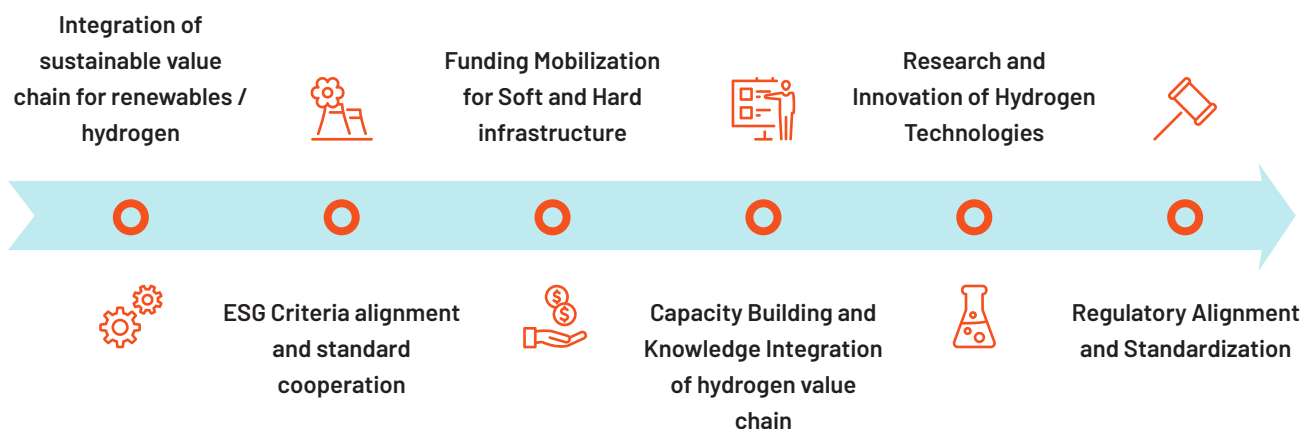 Integration of
sustainable value
chain for renewables /
hydrogen
ESG Criteria alignment
and standard
cooperation
Funding Mobilization
for Soft and Hard
infrastructure
Capacity Building and
Knowledge Integration
of hydrogen value
chain
Research and
Innovation of Hydrogen
Technologies
Regulatory Alignment
and Standardization